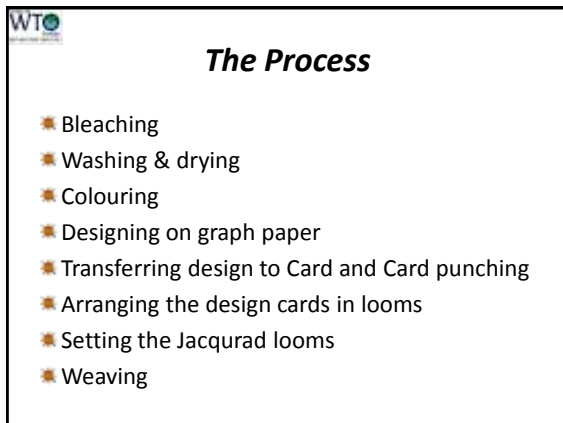 WTO
The Process
Bleaching
Washing & drying
Colouring
Designing on graph paper
Transferring design to Card and Card punching
Arranging the design cards in looms
Setting the Jacqurad looms
Weaving